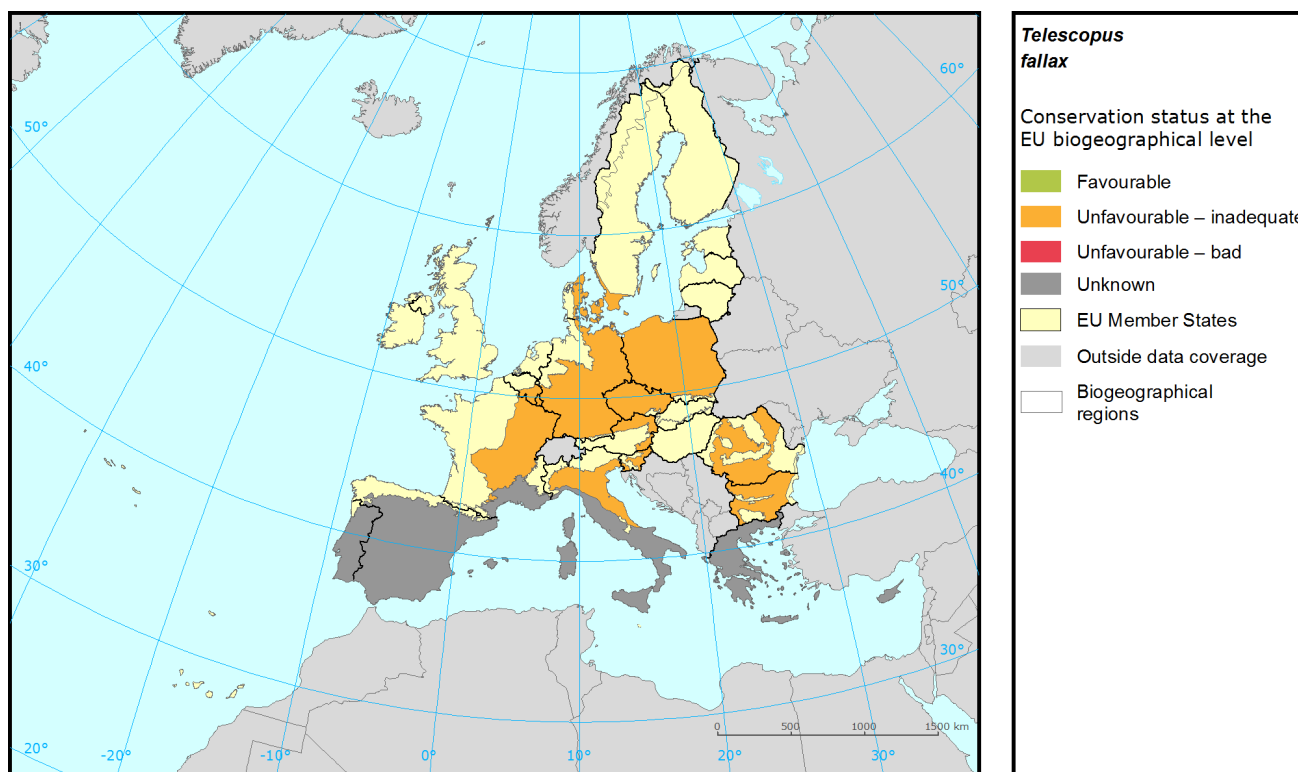 Telescopus
fallax
Conservation status at the
EU biogeographical level
Favourable
Unfavourable – inadequate
Unfavourable – bad
Unknown
EU Member States
Outside data coverage
Biogeographical
regions
60°
50°
50°
40°
40°
30°
30°
20°
-20°
-10°
0°
10°
20°
30°
0 500 1000 1500 km